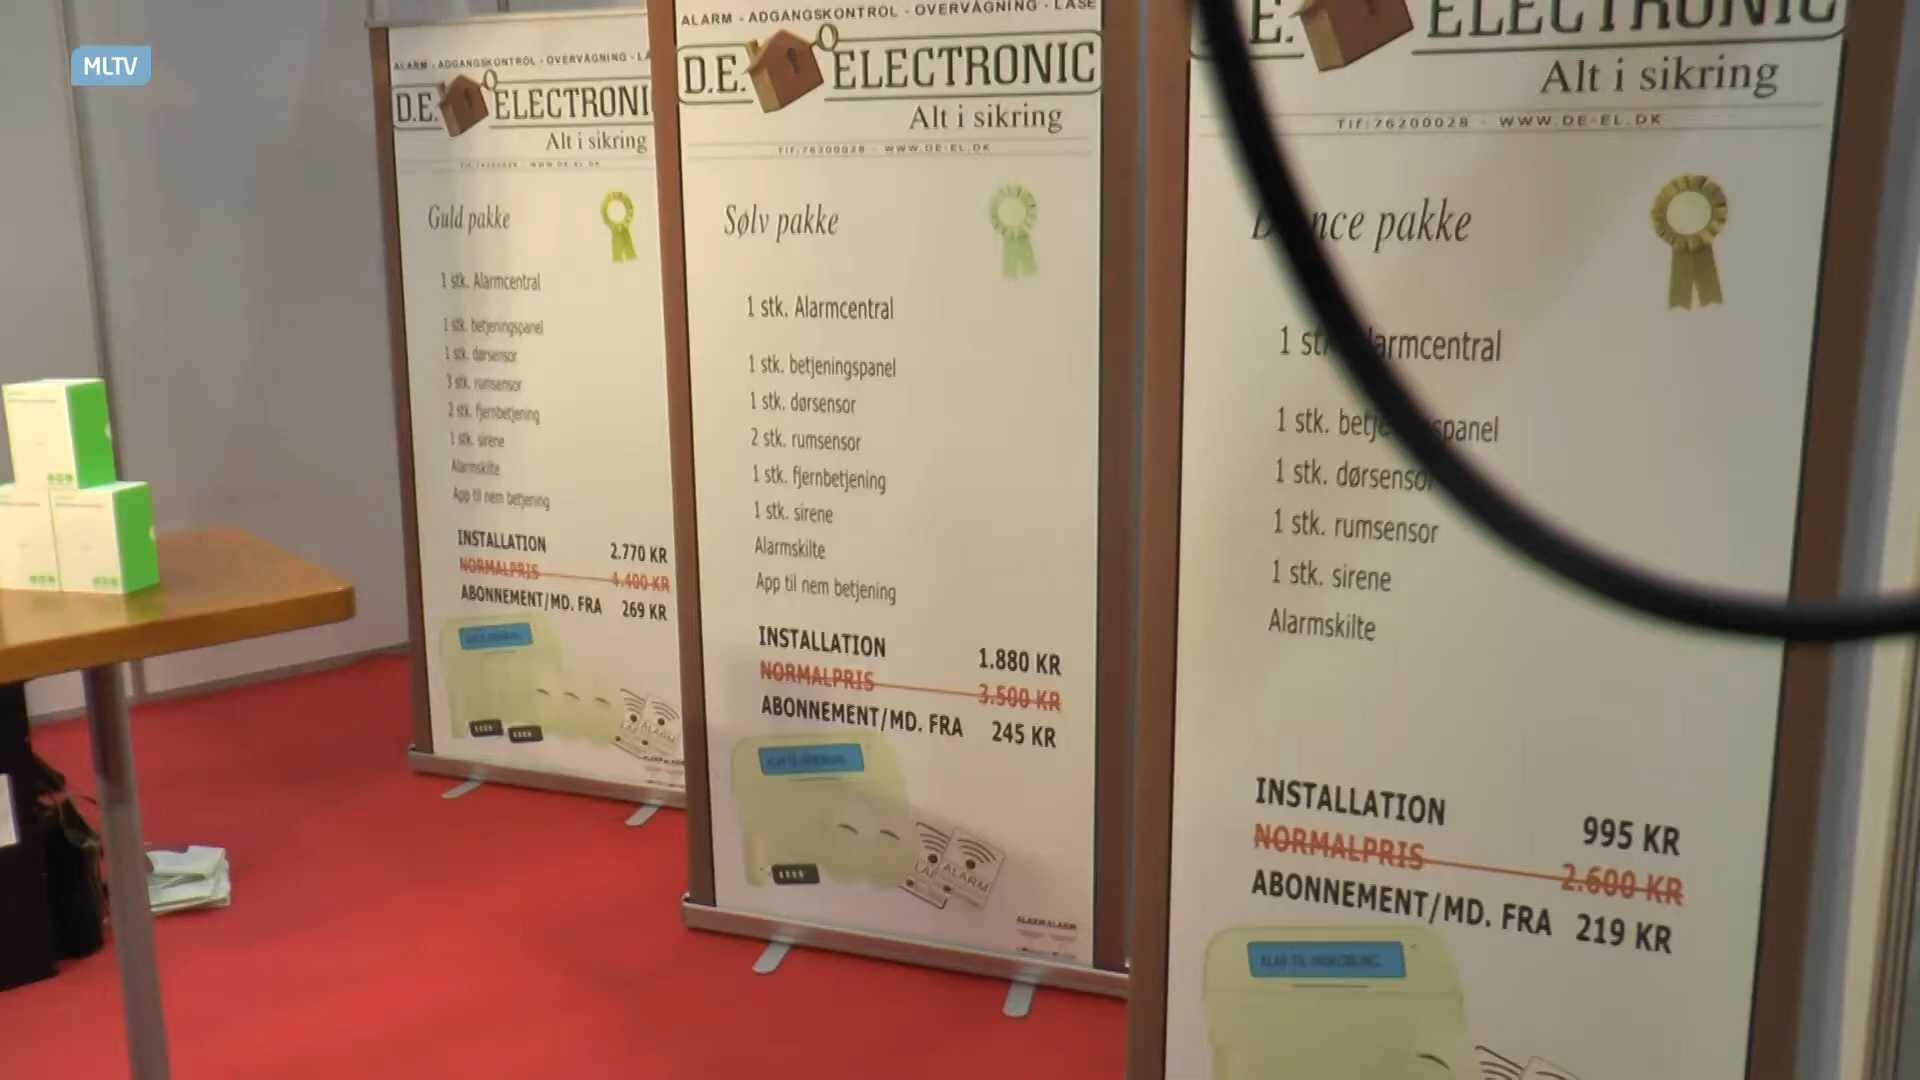 MLTV
ALARM - ADGANGSKONTROL - OVERVÅGNING - LA
D.E. ELECTRONI
Alt i sikring
Guld pakke
1 stk. Alarmcentral
1 stk. betjeningspanel
1 stk. dørsensor
3 stk. rumsensor
2 stk. fjernbetjening
1 stk. sirene
Alarmskilte
App til nem betjening
INSTALLATION 2.770 KR
NORMALPRIS 4.400 KR
ABONNEMENT/MD. FRA 269 KR
ALARM - ADGANGSKONTROL - OVERVÅGNING - LÅSE
D.E. ELECTRONIC
Alt i sikring
Tlf:76200028 - WWW.DE-EL.DK
Sølv pakke
1 stk. Alarmcentral
1 stk. betjeningspanel
1 stk. dørsensor
2 stk. rumsensor
1 stk. fjernbetjening
1 stk. sirene
Alarmskilte
App til nem betjening
INSTALLATION 1.880 KR
NORMALPRIS 3.500 KR
ABONNEMENT/MD. FRA 245 KR
ALARM
E. ELECTRONIC
Alt i sikring
Tlf:76200028 - WWW.DE-EL.DK
nce pakke
1 st armcentral
1 stk. betje spanel
1 stk. dørsenso
1 stk. rumsensor
1 stk. sirene
Alarmskilte
INSTALLATION 995 KR
NORMALPRIS 2.600 KR
ABONNEMENT/MD. FRA 219 KR